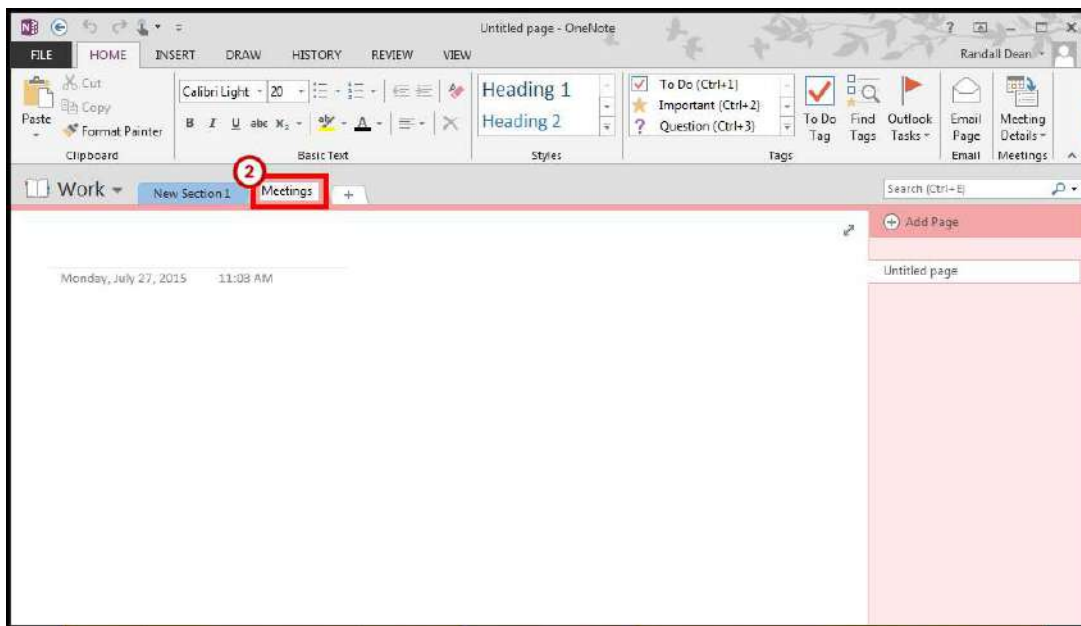 Untitled page - OneNote
?
FILE HOME INSERT DRAW HISTORY REVIEW VIEW
Randall Dean
Paste
Cut
Copy
Format Painter
Clipboard
Calibri Light 20
B I U abc X₂ A
Basic Text
Heading 1
Heading 2
Styles
To Do (Ctrl+1)
Important (Ctrl+2)
? Question (Ctrl+3)
To Do Tag
Find Tags
Outlook Tasks
Tags
Email Page
Email
Meeting Details
Meetings
2
Work New Section 1 Meetings +
Search (Ctrl+E)
Add Page
Untitled page
Monday, July 27, 2015 11:03 AM